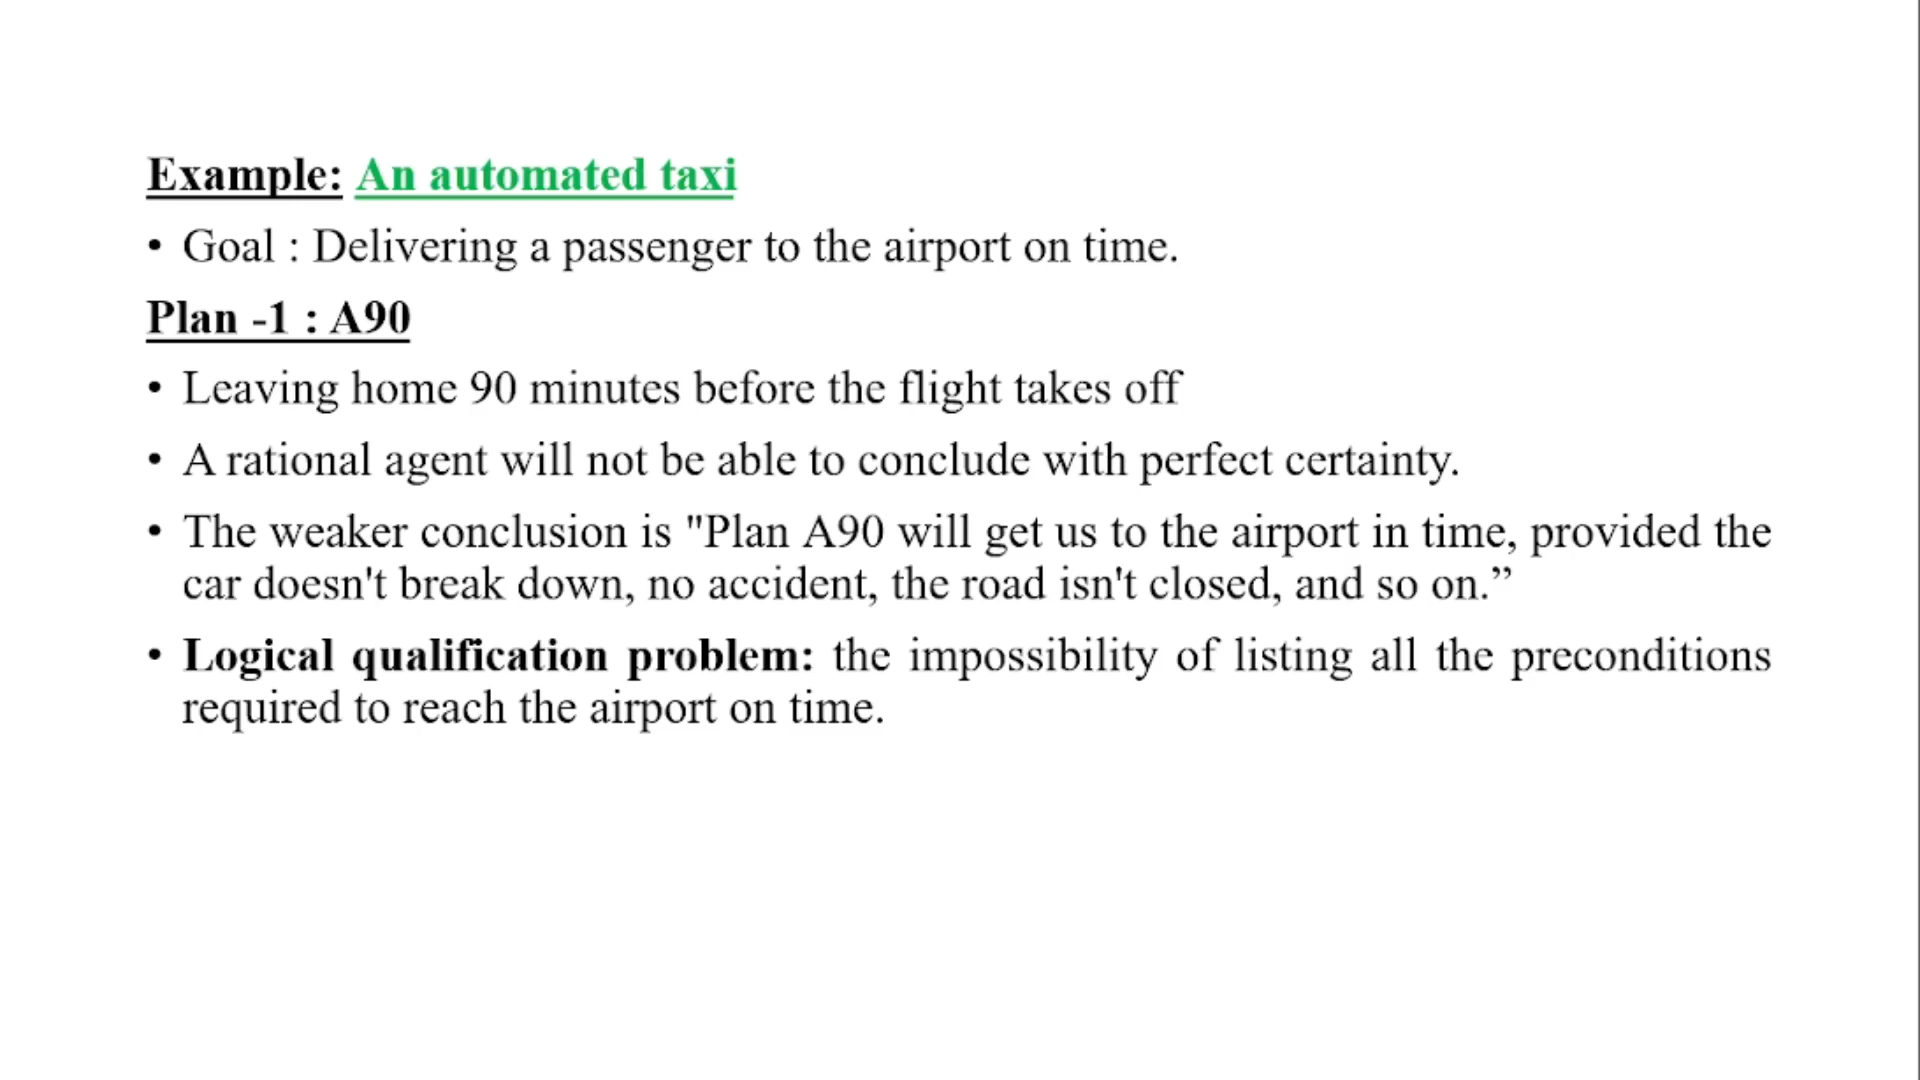 Example: An automated taxi
• Goal : Delivering a passenger to the airport on time.
Plan -1 : A90
• Leaving home 90 minutes before the flight takes off
• A rational agent will not be able to conclude with perfect certainty.
• The weaker conclusion is "Plan A90 will get us to the airport in time, provided the
car doesn't break down, no accident, the road isn't closed, and so on.”
• Logical qualification problem: the impossibility of listing all the preconditions
required to reach the airport on time.